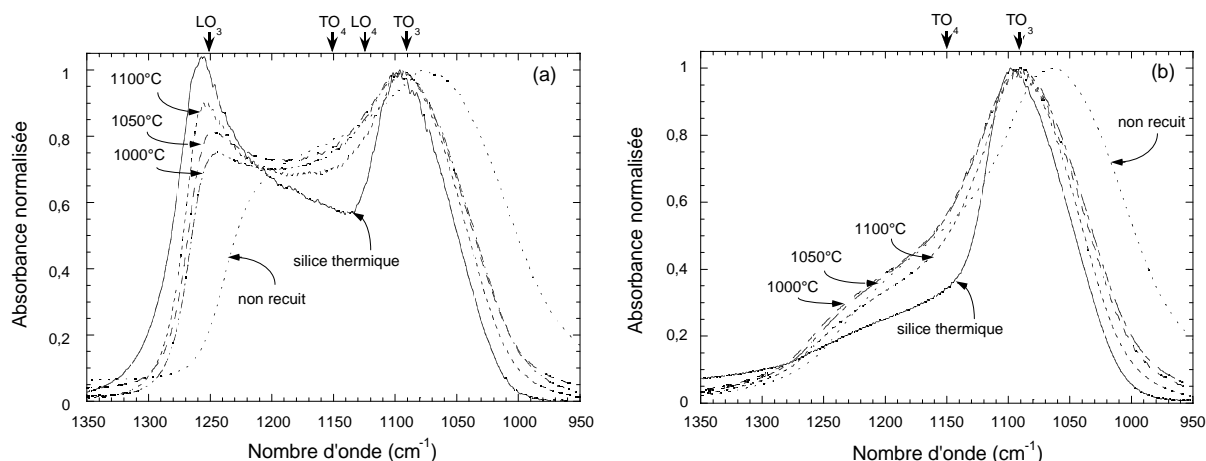 LO3 TO4 LO4 TO3
(a)
1100°C
1050°C
1000°C
silice thermique
non recuit
Absorbance normalisée
1
0,8
0,6
0,4
0,2
0
1350 1300 1250 1200 1150 1100 1050 1000 950
Nombre d'onde (cm-1)
TO4 TO3
(b)
non recuit
1100°C
1050°C
1000°C
silice thermique
Absorbance normalisée
1
0,8
0,6
0,4
0,2
0
1350 1300 1250 1200 1150 1100 1050 1000 950
Nombre d'onde (cm-1)